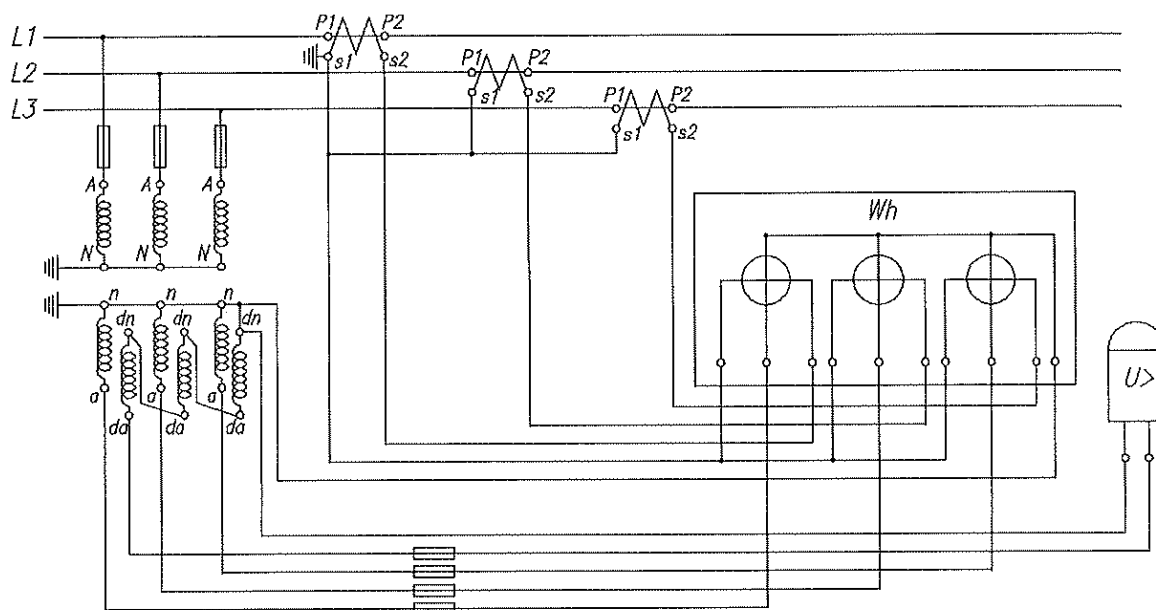 L1 P1 P2
s1 s2
L2 P1 P2
s1 s2
L3 P1 P2
s1 s2
A A A
Wh
N N N
n n n
dn dn dn
U>
a a a
da da da